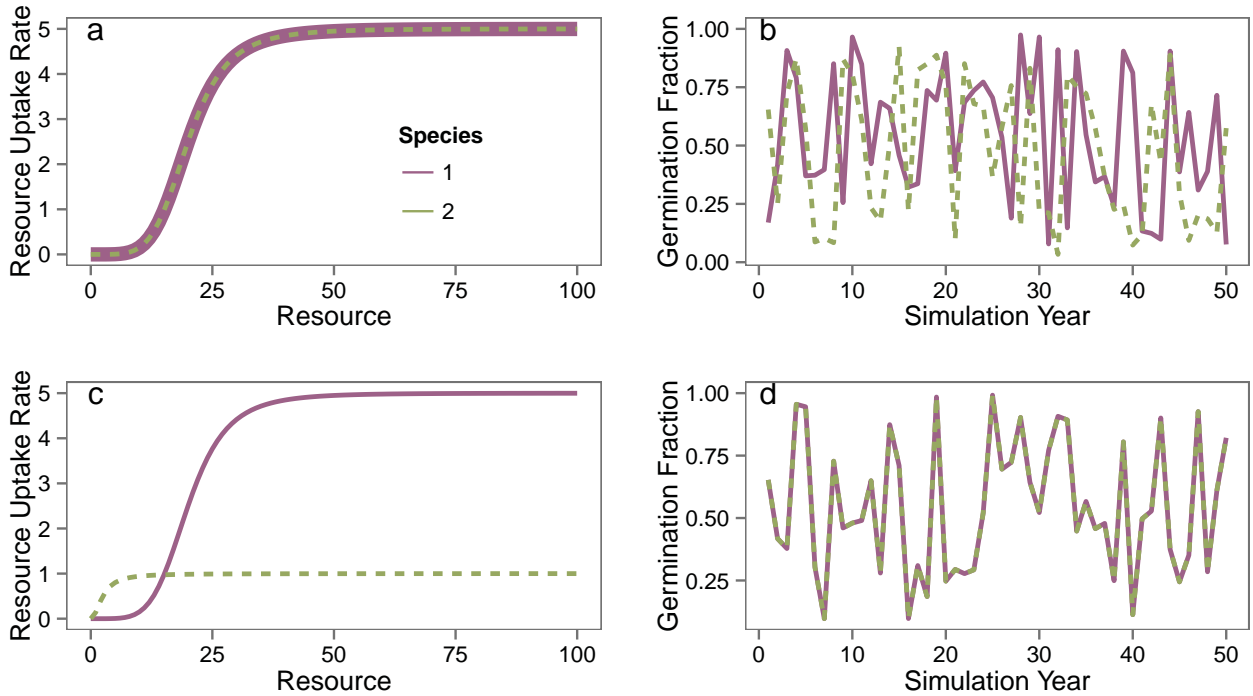 a
Resource Uptake Rate
5
4
3
2
1
0
0 25 50 75 100
Resource
Species
1
2
b
Germination Fraction
1.00
0.75
0.50
0.25
0.00
0 10 20 30 40 50
Simulation Year
c
Resource Uptake Rate
5
4
3
2
1
0
0 25 50 75 100
Resource
d
Germination Fraction
1.00
0.75
0.50
0.25
0 10 20 30 40 50
Simulation Year